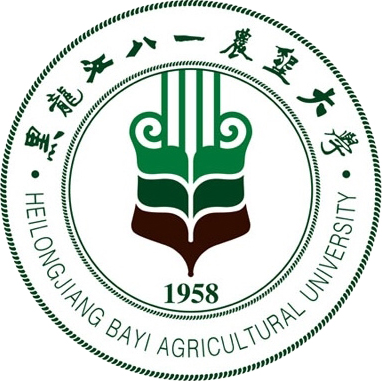 黑龍江八一農墾大學
1958
HEILONGJIANG BAYI AGRICULTURAL UNIVERSITY